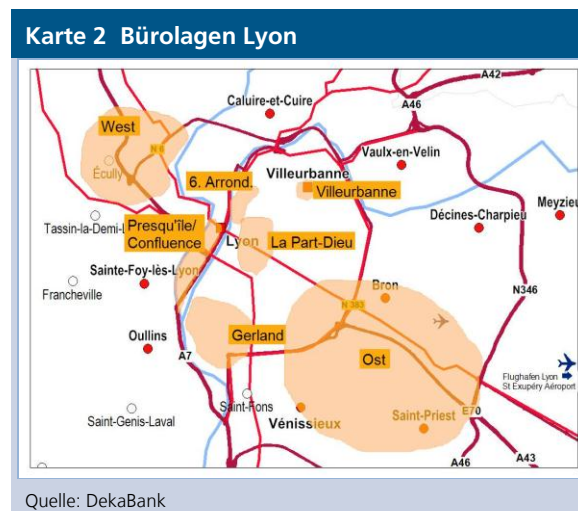 Karte 2 Bürolagen Lyon
A42
A46
Caluire-et-Cuire
West
N 6
Vaulx-en-Velin
Écully
6. Arrond.
Villeurbanne
Villeurbanne
Meyzieu
Décines-Charpieu
Presqu'île/
Confluence
Tassin-la-Demi-L
Lyon
La Part-Dieu
Sainte-Foy-lès-Lyon
Francheville
Bron
N346
N 383
Oullins
Gerland
A7
Ost
Flughafen Lyon
St Exupéry Aéroport
Saint-Fons
Saint-Genis-Laval
Vénissieux
Saint-Priest
E70
A46
A43
Quelle: DekaBank